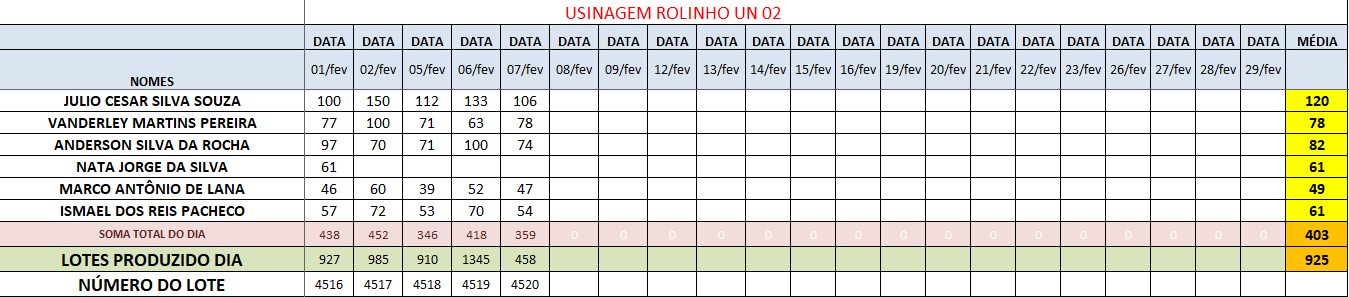 USINAGEM ROLINHO UN 02
DATA DATA DATA DATA DATA DATA DATA DATA DATA DATA DATA DATA DATA DATA DATA DATA DATA DATA DATA DATA DATA MÉDIA
NOMES 01/fev 02/fev 05/fev 06/fev 07/fev 08/fev 09/fev 12/fev 13/fev 14/fev 15/fev 16/fev 19/fev 20/fev 21/fev 22/fev 23/fev 26/fev 27/fev 28/fev 29/fev
JULIO CESAR SILVA SOUZA 100 150 112 133 106 120
VANDERLEY MARTINS PEREIRA 77 100 71 63 78 78
ANDERSON SILVA DA ROCHA 97 70 71 100 74 82
NATA JORGE DA SILVA 61 61
MARCO ANTÔNIO DE LANA 46 60 39 52 47 49
ISMAEL DOS REIS PACHECO 57 72 53 70 54 61
SOMA TOTAL DO DIA 438 452 346 418 359 0 0 0 0 0 0 0 0 0 0 0 0 0 0 0 0 403
LOTES PRODUZIDO DIA 927 985 910 1345 458 925
NÚMERO DO LOTE 4516 4517 4518 4519 4520